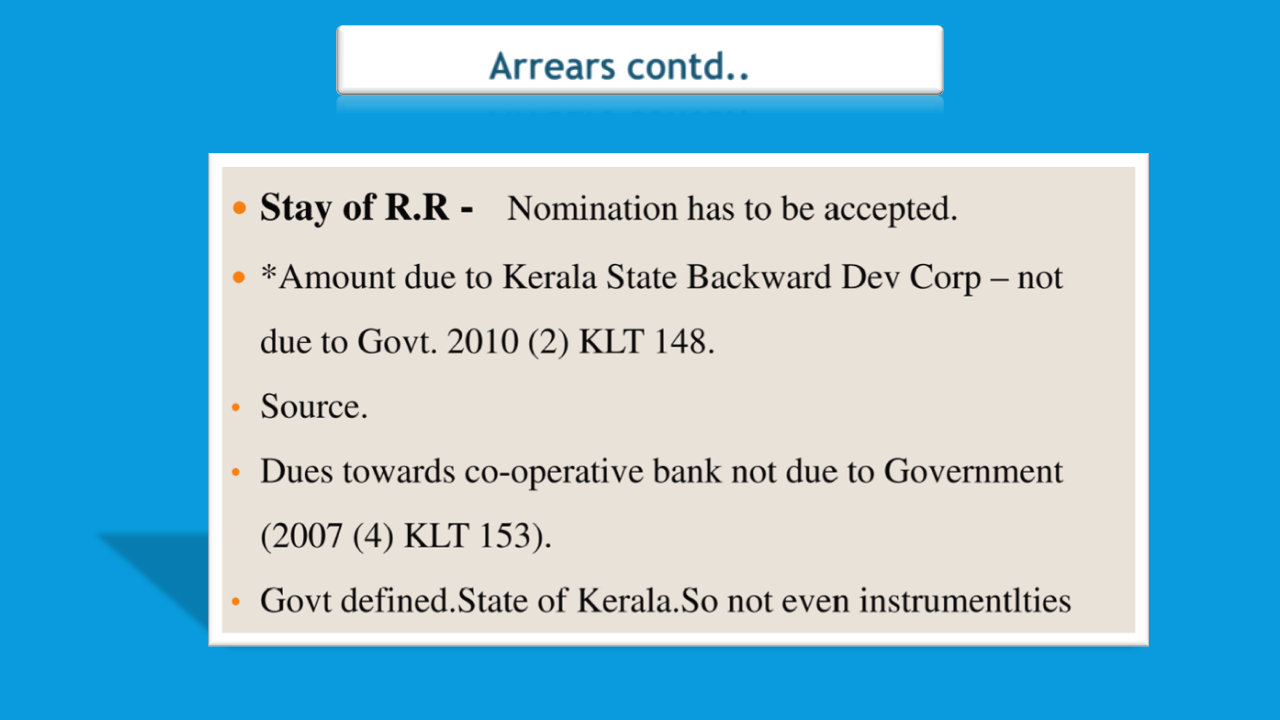 Arrears contd..
• Stay of R.R - Nomination has to be accepted.
• *Amount due to Kerala State Backward Dev Corp – not
due to Govt. 2010 (2) KLT 148.
• Source.
• Dues towards co-operative bank not due to Government
(2007 (4) KLT 153).
• Govt defined.State of Kerala.So not even instrumentlties